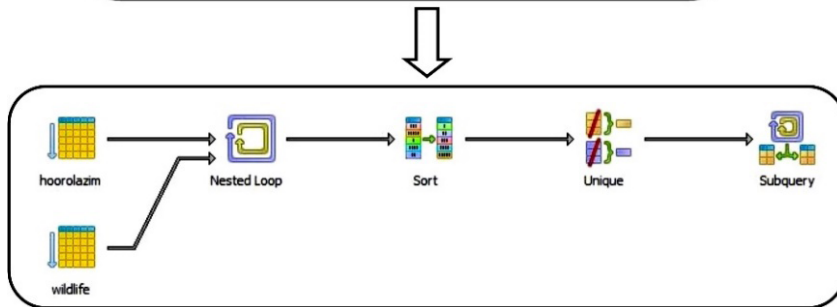 hoorolazim
Nested Loop
Sort
Unique
Subquery
wildlife